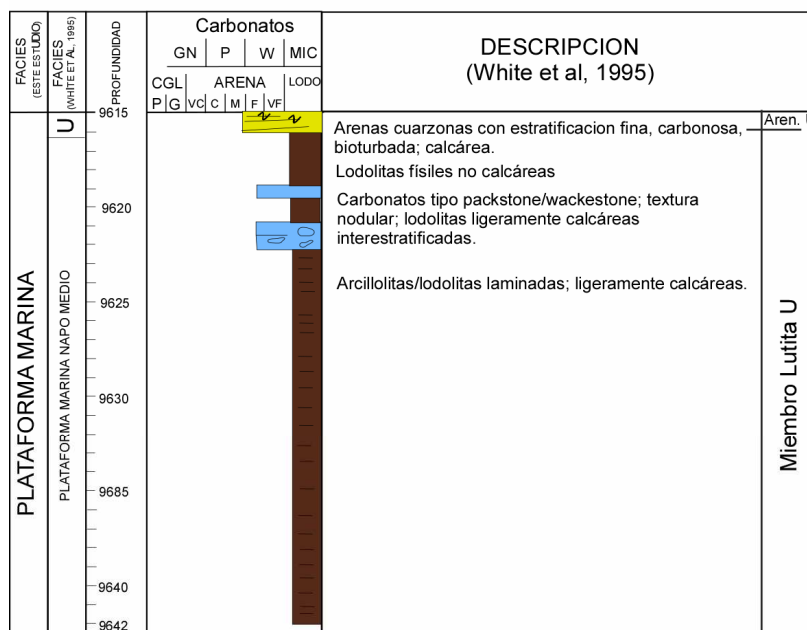 FACIES
(ESTE ESTUDIO)
FACIES
(WHITE ET AL, 1995)
PROFUNDIDAD
Carbonatos
GN P W MIC
CGL ARENA LODO
P G VC C M F VF
DESCRIPCION
(White et al, 1995)
9615
U
Arenas cuarzonas con estratificacion fina, carbonosa,
bioturbada; calcárea.
Aren. U
Lodolitas físiles no calcáreas
Carbonatos tipo packstone/wackestone; textura
nodular; lodolitas ligeramente calcáreas
interestratificadas.
9620
Arcillolitas/lodolitas laminadas; ligeramente calcáreas.
9625
9630
9685
9640
9642
PLATAFORMA MARINA
PLATAFORMA MARINA NAPO MEDIO
Miembro Lutita U